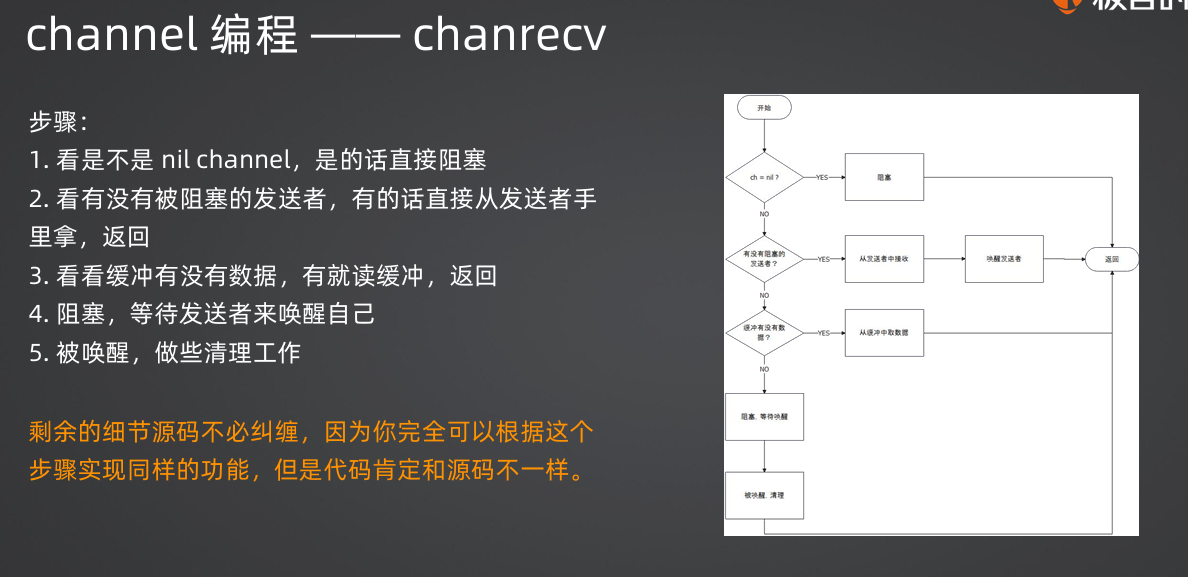 channel 编程 —— chanrecv
步骤：
1. 看是不是 nil channel，是的话直接阻塞
2. 看有没有被阻塞的发送者，有的话直接从发送者手
里拿，返回
3. 看看缓冲有没有数据，有就读缓冲，返回
4. 阻塞，等待发送者来唤醒自己
5. 被唤醒，做些清理工作
剩余的细节源码不必纠缠，因为你完全可以根据这个
步骤实现同样的功能，但是代码肯定和源码不一样。
开始
ch = nil ?
YES
阻塞
NO
有没有阻塞的
发送者？
YES
从发送者中接收
唤醒发送者
返回
NO
缓冲有没有数
据？
YES
从缓冲中取数据
NO
阻塞, 等待唤醒
被唤醒, 清理